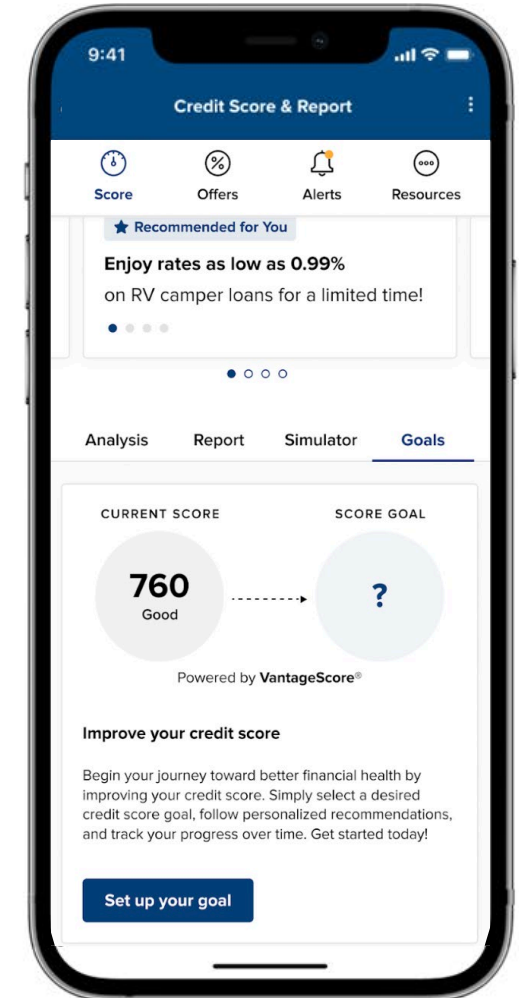 9:41
Credit Score & Report
Score Offers Alerts Resources
Recommended for You
Enjoy rates as low as 0.99%
on RV camper loans for a limited time!
Analysis Report Simulator Goals
CURRENT SCORE SCORE GOAL
760 ?
Good
Powered by VantageScore®
Improve your credit score
Begin your journey toward better financial health by
improving your credit score. Simply select a desired
credit score goal, follow personalized recommendations,
and track your progress over time. Get started today!
Set up your goal